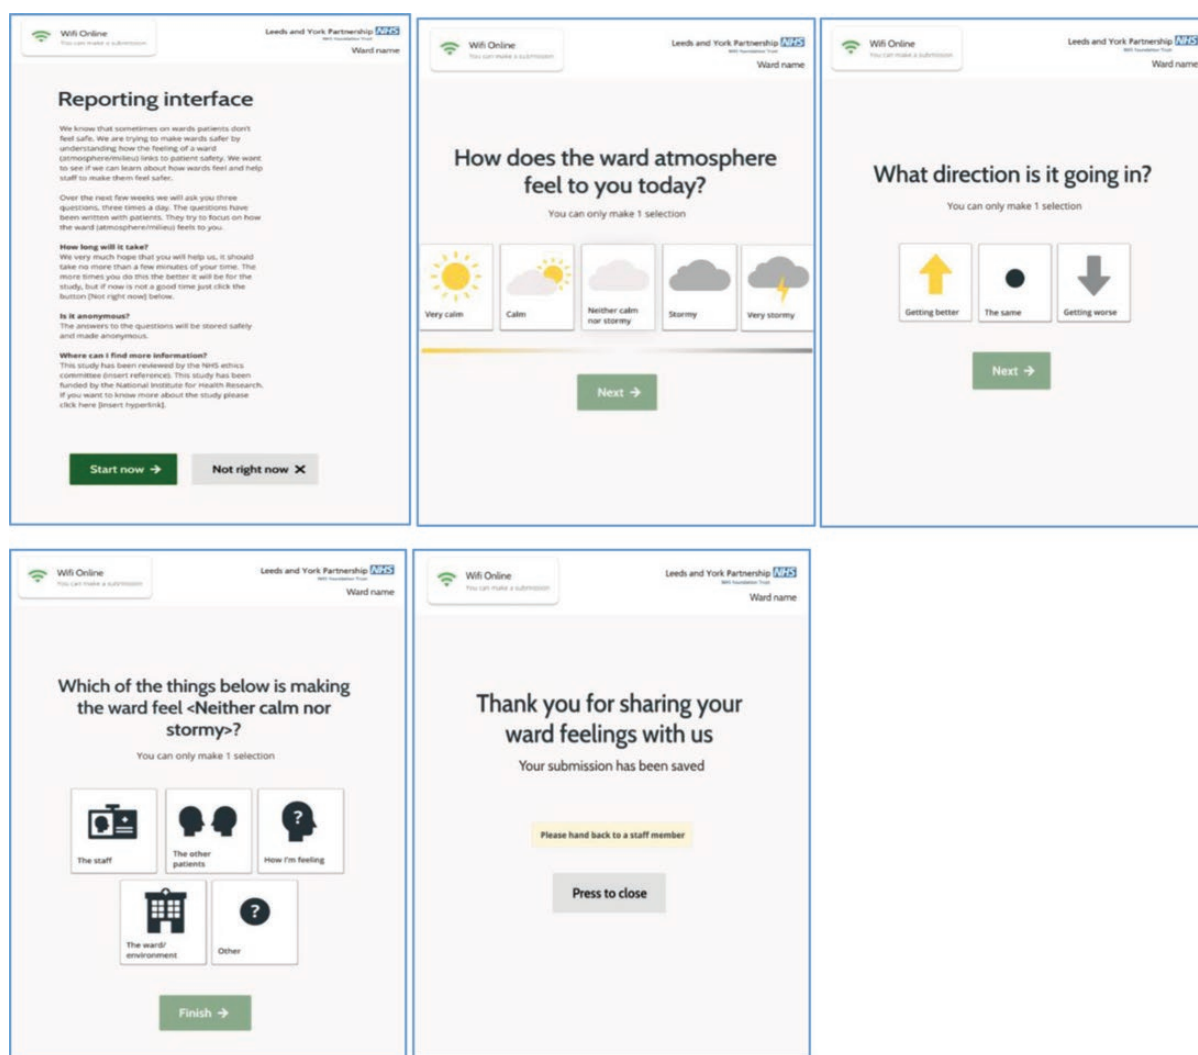 Wifi Online
You can make a submission
Leeds and York Partnership NHS
NHS Foundation Trust
Ward name
Reporting interface
We know that sometimes on wards patients don't
feel safe. We are trying to make wards safer by
understanding how the feeling of a ward
(atmosphere/milieu) links to patient safety. We want
to see if we can learn about how wards feel and help
staff to make them feel safer.
Over the next few weeks we will ask you three
questions, three times a day. The questions have
been written with patients. They try to focus on how
the ward (atmosphere/milieu) feels to you.
How long will it take?
We very much hope that you will help us, it should
take no more than a few minutes of your time. The
more times you do this the better it will be for the
study, but if now is not a good time just click the
button [Not right now] below.
Is it anonymous?
The answers to the questions will be stored safely
and made anonymous.
Where can I find more information?
This study has been reviewed by the NHS ethics
committee (insert reference). This study has been
funded by the National Institute for Health Research.
If you want to know more about the study please
click here [insert hyperlink].
Start now
Not right now
Wifi Online
You can make a submission
Leeds and York Partnership NHS
NHS Foundation Trust
Ward name
How does the ward atmosphere
feel to you today?
You can only make 1 selection
Very calm
Calm
Neither calm
nor stormy
Stormy
Very stormy
Next
Wifi Online
You can make a submission
Leeds and York Partnership NHS
NHS Foundation Trust
Ward name
What direction is it going in?
You can only make 1 selection
Getting better
The same
Getting worse
Next
Wifi Online
You can make a submission
Leeds and York Partnership NHS
NHS Foundation Trust
Ward name
Which of the things below is making
the ward feel <Neither calm nor
stormy>?
You can only make 1 selection
The staff
The other
patients
?
How I'm feeling
The ward/
environment
?
Other
Finish
Wifi Online
You can make a submission
Leeds and York Partnership NHS
NHS Foundation Trust
Ward name
Thank you for sharing your
ward feelings with us
Your submission has been saved
Please hand back to a staff member
Press to close